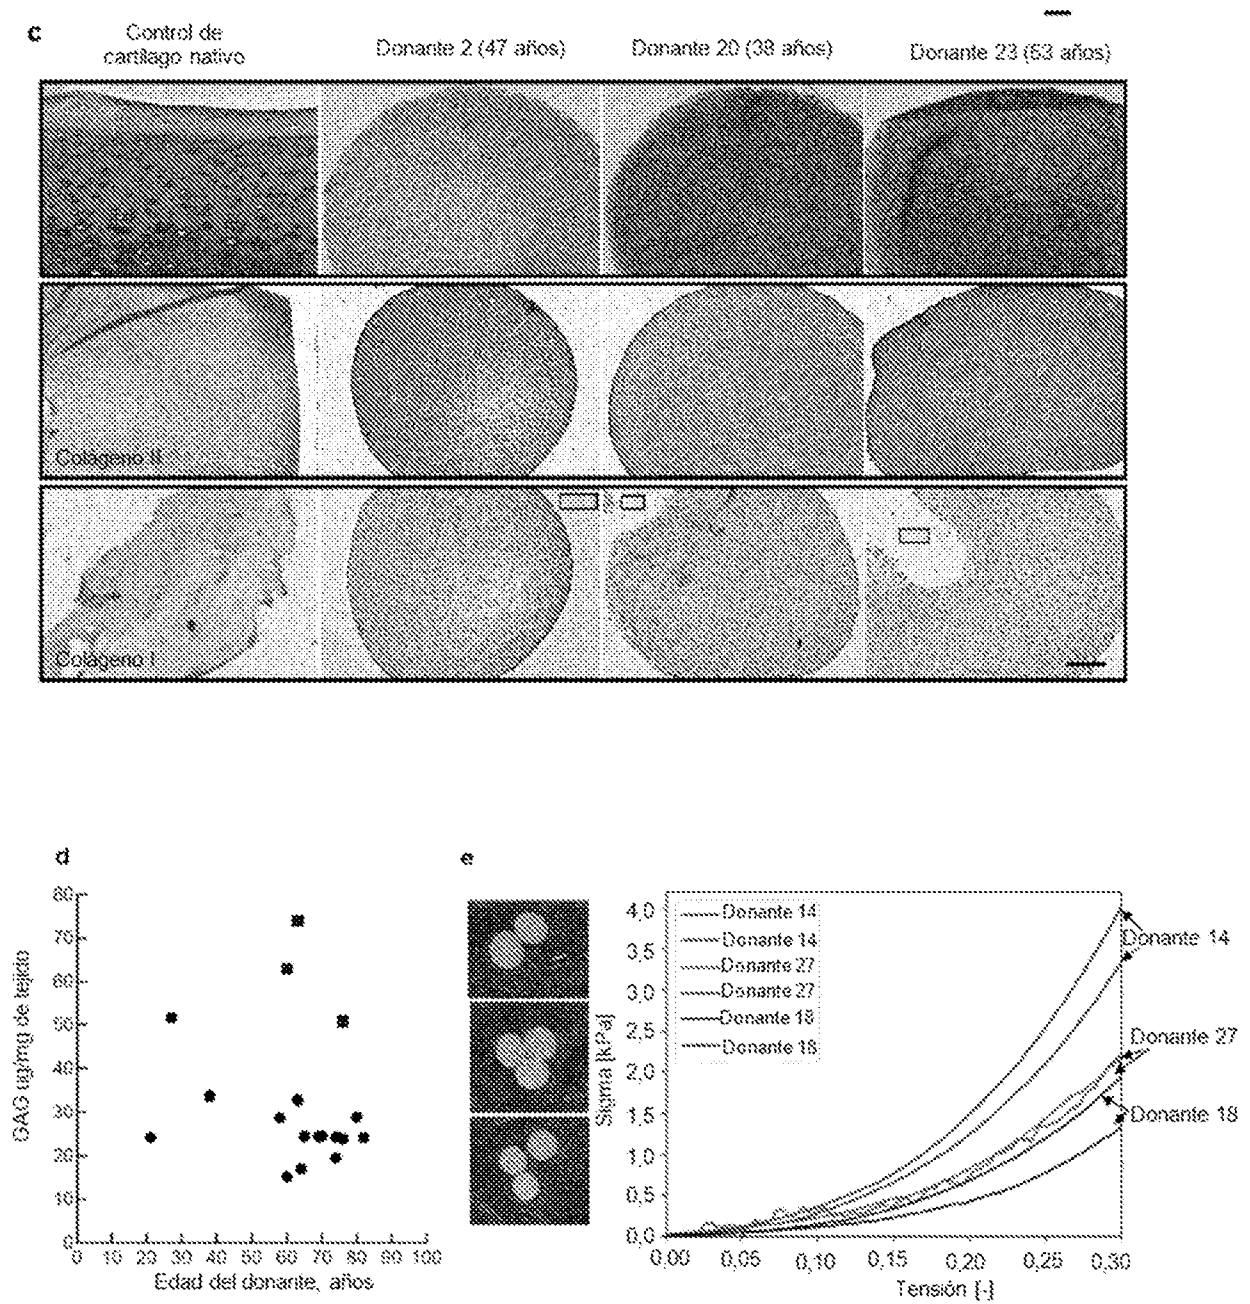 c
Control de
cartílago nativo
Donante 2 (47 años)
Donante 20 (38 años)
Donante 23 (63 años)
Colágeno II
Colágeno I
d
GAG ug/mg de tejido
80
70
60
50
40
30
20
10
0
0 10 20 30 40 50 60 70 80 90 100
Edad del donante, años
e
Sigma [kPa]
4,0
3,5
3,0
2,5
2,0
1,5
1,0
0,5
0,0
Donante 14
Donante 14
Donante 27
Donante 27
Donante 18
Donante 18
Donante 14
Donante 27
Donante 18
0,00 0,05 0,10 0,15 0,20 0,25 0,30
Tensión [-]